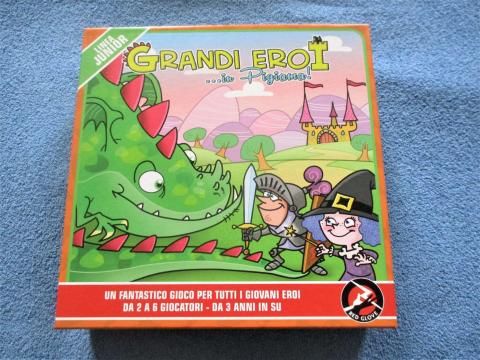 LINEA
JUNIOR
GRANDI EROI
...in Pigiama!
UN FANTASTICO GIOCO PER TUTTI I GIOVANI EROI
DA 2 A 6 GIOCATORI - DA 3 ANNI IN SU
RED GLOVE